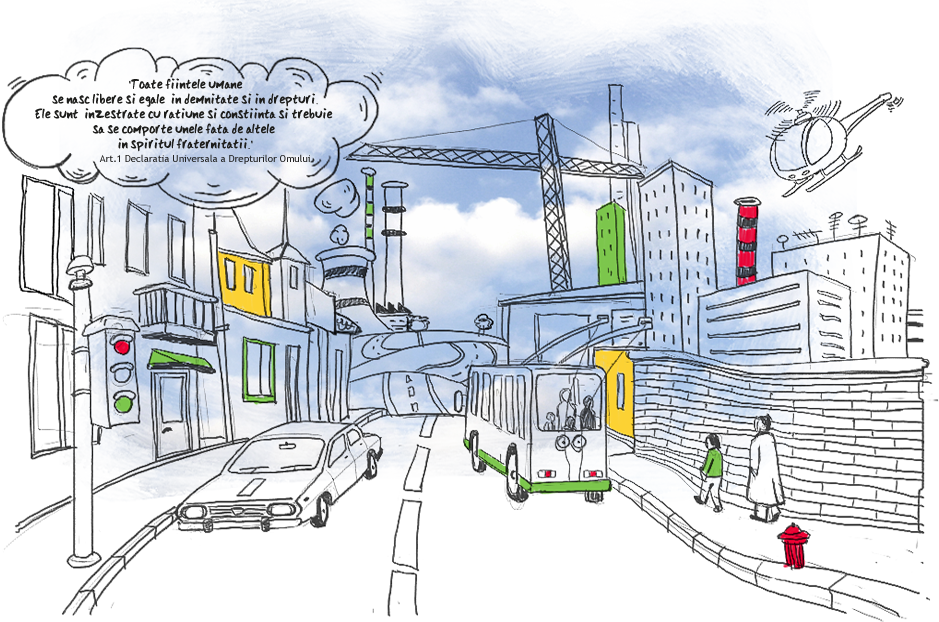 'Toate fiintele umane
se nasc libere si egale in demnitate si in drepturi.
Ele sunt inzestrate cu ratiune si constiinta si trebuie
sa se comporte unele fata de altele
in spiritul fraternitatii.'
Art.1 Declaratia Universala a Drepturilor Omului